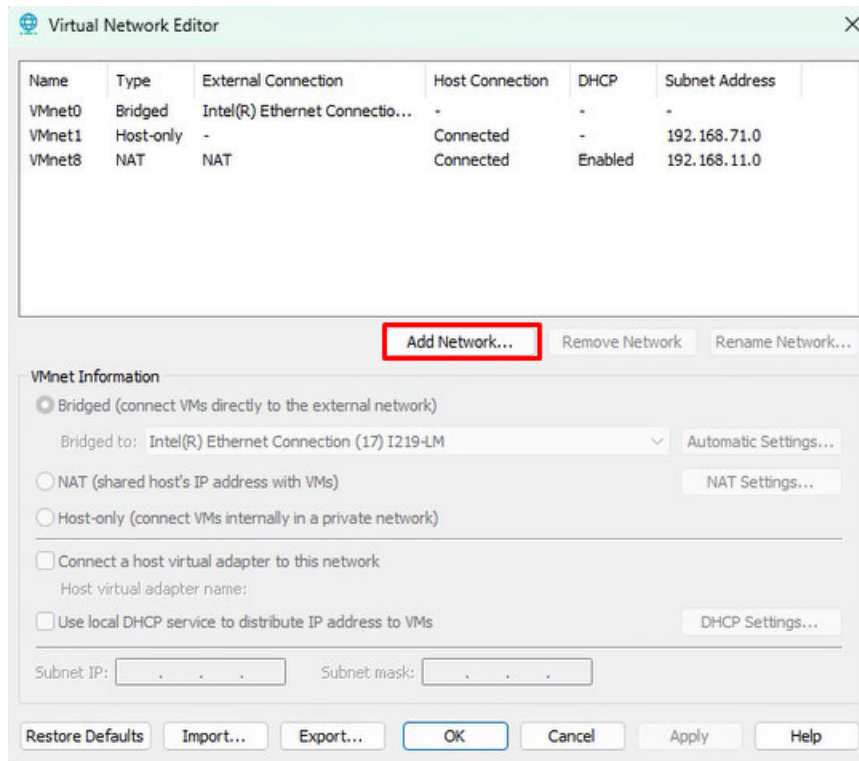 Virtual Network Editor
Name Type External Connection Host Connection DHCP Subnet Address
VMnet0 Bridged Intel(R) Ethernet Connectio... - - -
VMnet1 Host-only - Connected - 192.168.71.0
VMnet8 NAT NAT Connected Enabled 192.168.11.0
Add Network... Remove Network Rename Network...
VMnet Information
Bridged (connect VMs directly to the external network)
Bridged to: Intel(R) Ethernet Connection (17) I219-LM Automatic Settings...
NAT (shared host's IP address with VMs) NAT Settings...
Host-only (connect VMs internally in a private network)
Connect a host virtual adapter to this network
Host virtual adapter name:
Use local DHCP service to distribute IP address to VMs DHCP Settings...
Subnet IP: . . . Subnet mask: . . .
Restore Defaults Import... Export... OK Cancel Apply Help